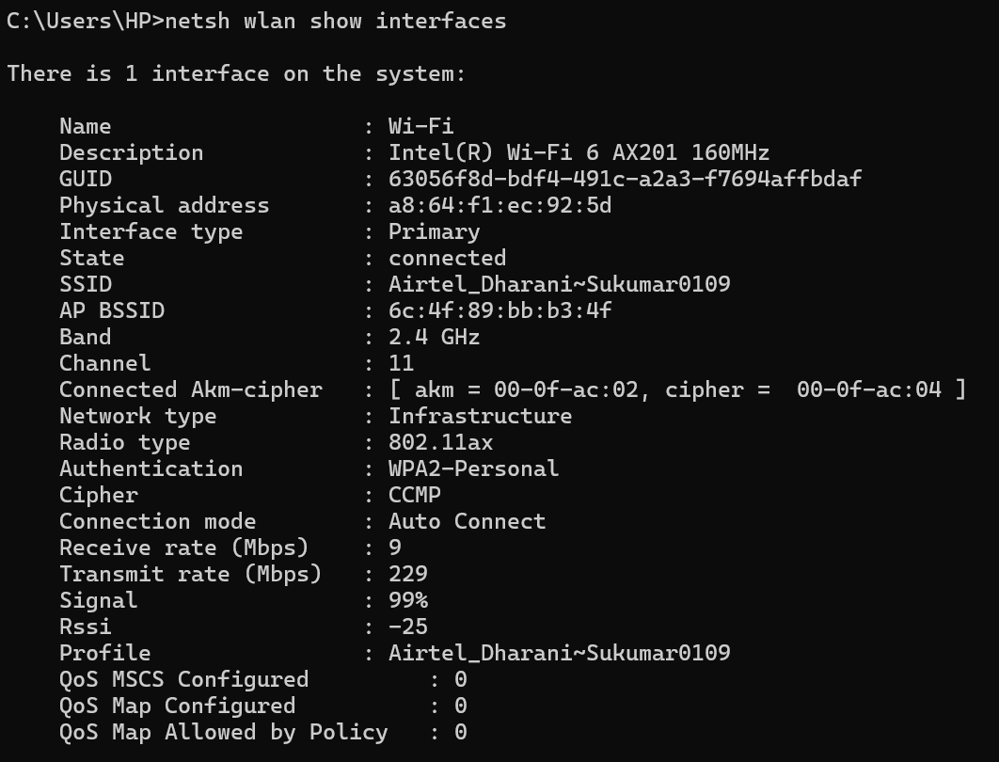 C:\Users\HP>netsh wlan show interfaces
There is 1 interface on the system:
Name : Wi-Fi
Description : Intel(R) Wi-Fi 6 AX201 160MHz
GUID : 63056f8d-bdf4-491c-a2a3-f7694affbdaf
Physical address : a8:64:f1:ec:92:5d
Interface type : Primary
State : connected
SSID : Airtel_Dharani~Sukumar0109
AP BSSID : 6c:4f:89:bb:b3:4f
Band : 2.4 GHz
Channel : 11
Connected Akm-cipher : [ akm = 00-0f-ac:02, cipher =  00-0f-ac:04 ]
Network type : Infrastructure
Radio type : 802.11ax
Authentication : WPA2-Personal
Cipher : CCMP
Connection mode : Auto Connect
Receive rate (Mbps) : 9
Transmit rate (Mbps) : 229
Signal : 99%
Rssi : -25
Profile : Airtel_Dharani~Sukumar0109
QoS MSCS Configured : 0
QoS Map Configured : 0
QoS Map Allowed by Policy : 0